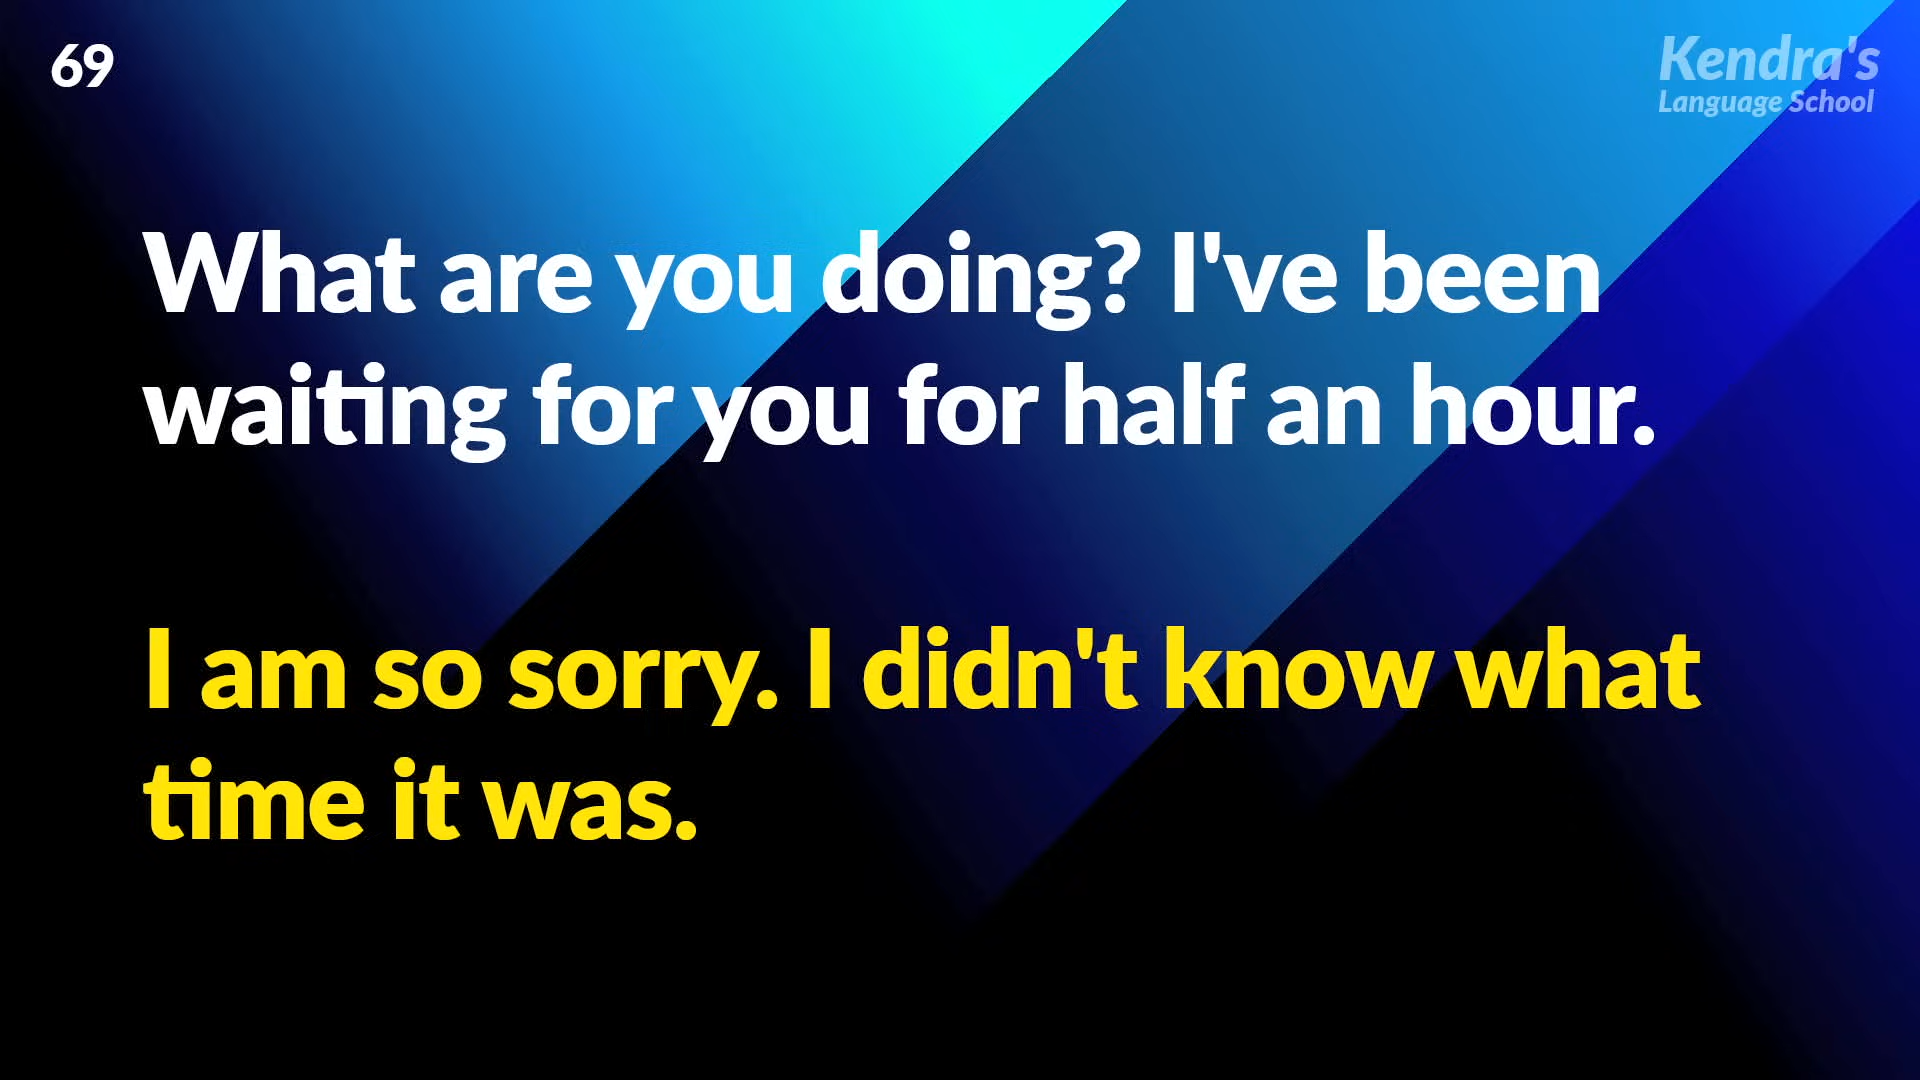 69
Kendra's
Language School
What are you doing? I've been
waiting for you for half an hour.
I am so sorry. I didn't know what
time it was.